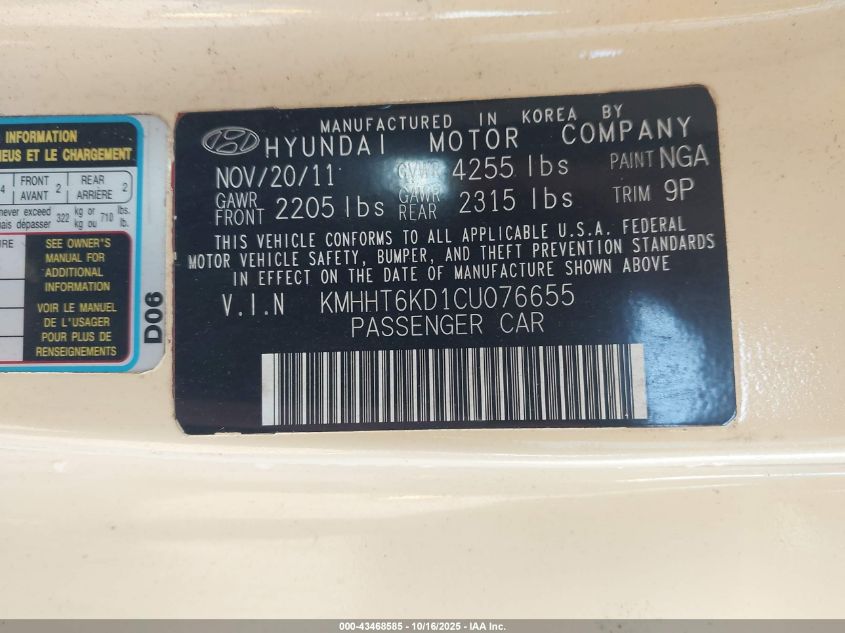 INFORMATION
NEUS ET LE CHARGEMENT
4 FRONT AVANT 2 REAR ARRIÈRE 2
never exceed 322 kg or 710 lbs.
mais dépasser kg ou lb.
SEE OWNER'S
MANUAL FOR
ADDITIONAL
INFORMATION
VOIR LE MANUEL
DE L'USAGER
POUR PLUS DE
RENSEIGNEMENTS
D06
MANUFACTURED IN KOREA BY
HYUNDAI MOTOR COMPANY
NOV/20/11 GVWR 4255 lbs PAINT NGA
GAWR FRONT 2205 lbs GAWR REAR 2315 lbs TRIM 9P
THIS VEHICLE CONFORMS TO ALL APPLICABLE U.S.A. FEDERAL
MOTOR VEHICLE SAFETY, BUMPER, AND THEFT PREVENTION STANDARDS
IN EFFECT ON THE DATE OF MANUFACTURE SHOWN ABOVE
V.I.N KMHHT6KD1CU076655
PASSENGER CAR
000-43468585 - 10/16/2025 - IAA Inc.